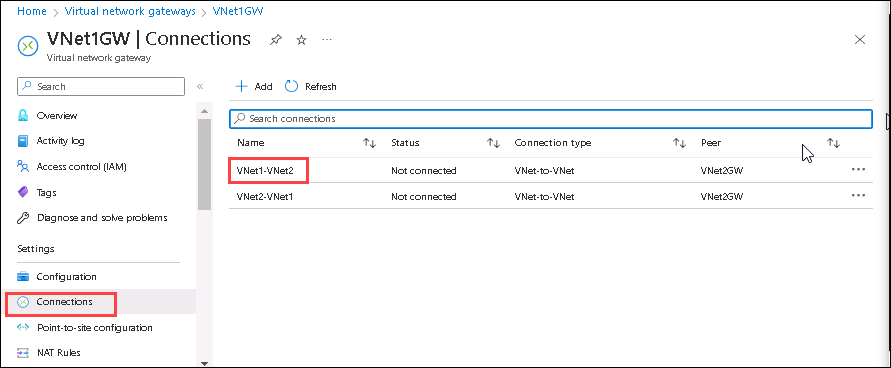 Home > Virtual network gateways > VNet1GW
VNet1GW | Connections
Virtual network gateway
Search
Overview
Activity log
Access control (IAM)
Tags
Diagnose and solve problems
Settings
Configuration
Connections
Point-to-site configuration
NAT Rules
Add Refresh
Search connections
Name Status Connection type Peer
VNet1-VNet2 Not connected VNet-to-VNet VNet2GW
VNet2-VNet1 Not connected VNet-to-VNet VNet2GW